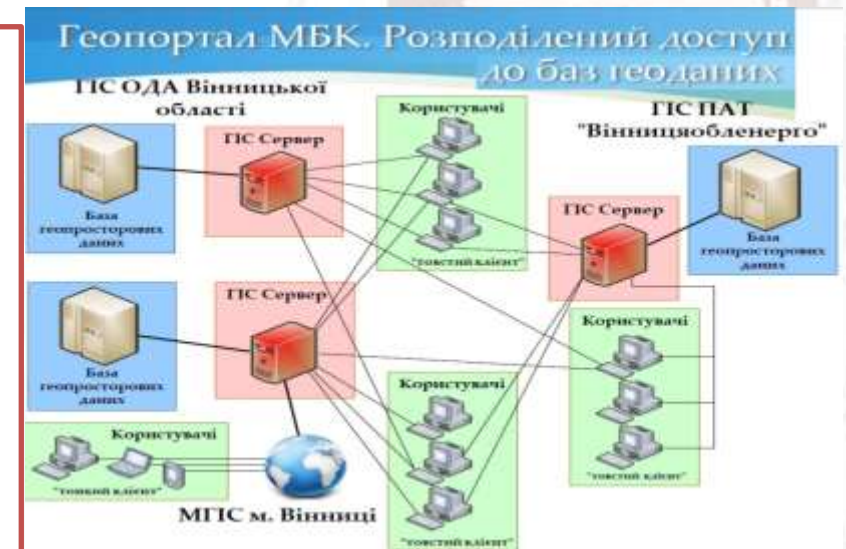 Геопортал МБК. Розподілений доступ
до баз геоданих
ГІС ОДА Вінницької
області
ГІС Сервер
База
геопросторових
даних
Користувачі
"товстий клієнт"
ГІС ПАТ
"Вінницяобленерго"
ГІС Сервер
База
геопросторових
даних
ГІС Сервер
База
геопросторових
даних
Користувачі
"тонкий клієнт"
МГІС м. Вінниці
Користувачі
"товстий клієнт"
Користувачі
"товстий клієнт"